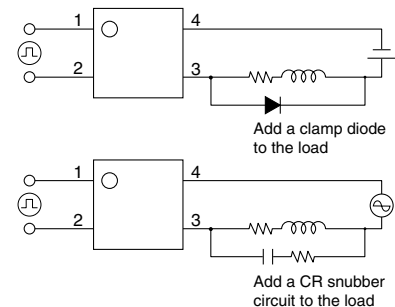 1 4
2 3
Add a clamp diode
to the load
1 4
2 3
Add a CR snubber
circuit to the load